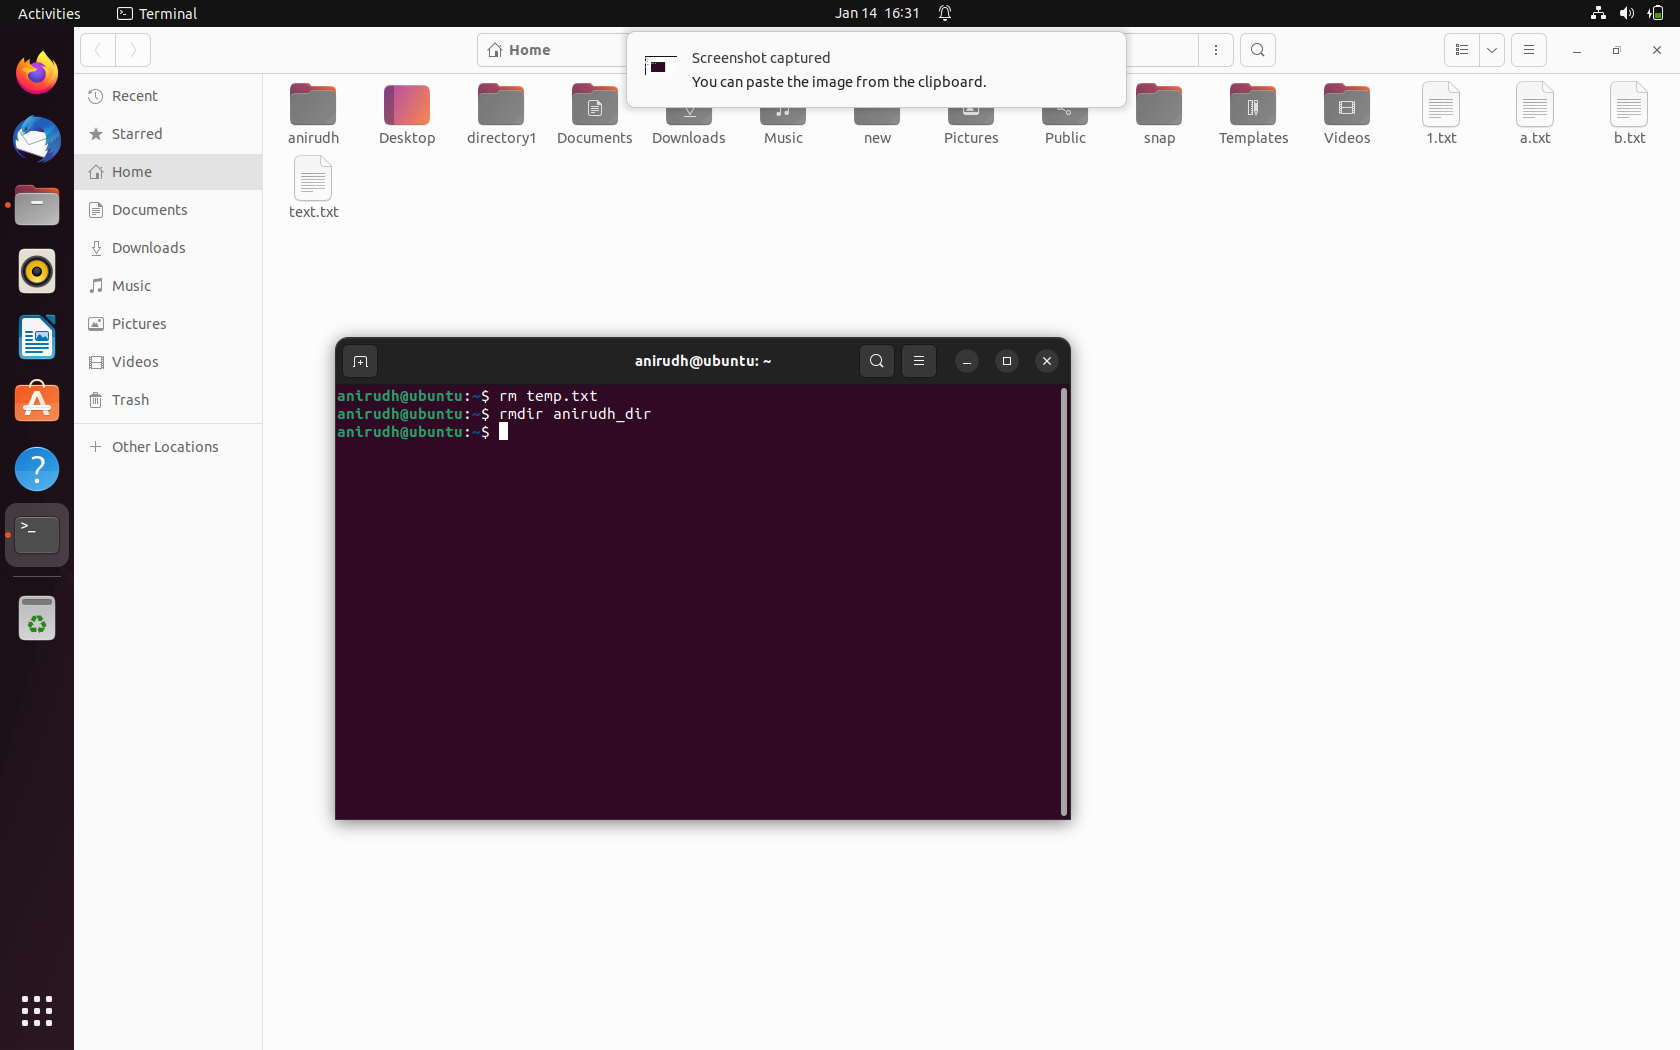 Activities Terminal Jan 14 16:31
Home
Screenshot captured
You can paste the image from the clipboard.
Recent
Starred
Home
Documents
Downloads
Music
Pictures
Videos
Trash
Other Locations
anirudh Desktop directory1 Documents Downloads Music new Pictures Public snap Templates Videos 1.txt a.txt b.txt
text.txt
anirudh@ubuntu: ~
anirudh@ubuntu:~$ rm temp.txt
anirudh@ubuntu:~$ rmdir anirudh_dir
anirudh@ubuntu:~$